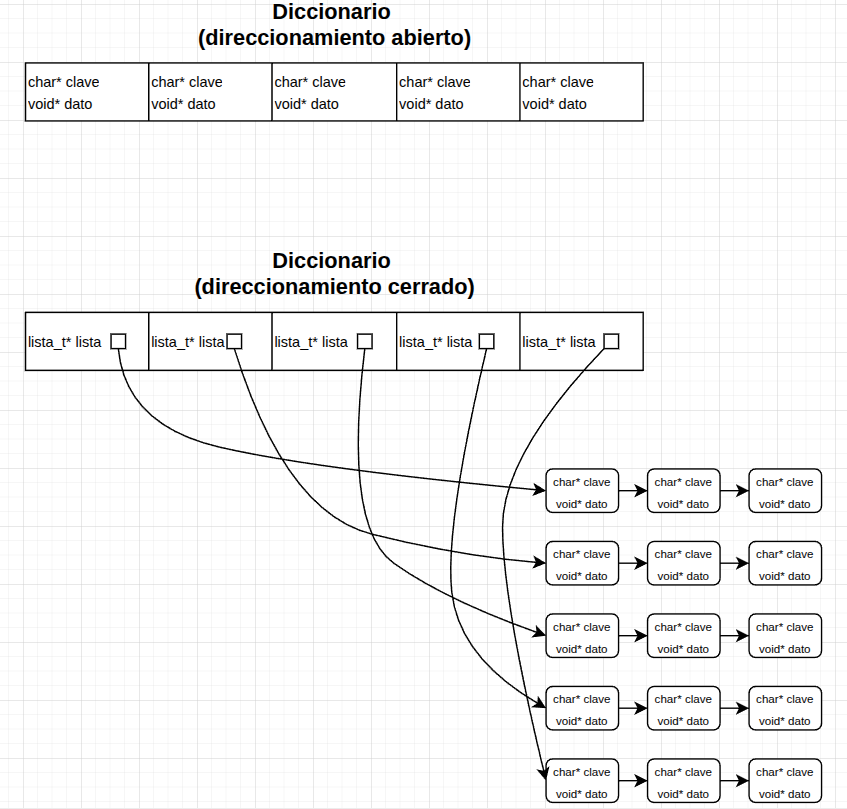 Diccionario
(direccionamiento abierto)
char* clave char* clave char* clave char* clave char* clave
void* dato void* dato void* dato void* dato void* dato
Diccionario
(direccionamiento cerrado)
lista_t* lista lista_t* lista lista_t* lista lista_t* lista lista_t* lista
char* clave char* clave char* clave
void* dato void* dato void* dato
char* clave char* clave char* clave
void* dato void* dato void* dato
char* clave char* clave char* clave
void* dato void* dato void* dato
char* clave char* clave char* clave
void* dato void* dato void* dato
char* clave char* clave char* clave
void* dato void* dato void* dato